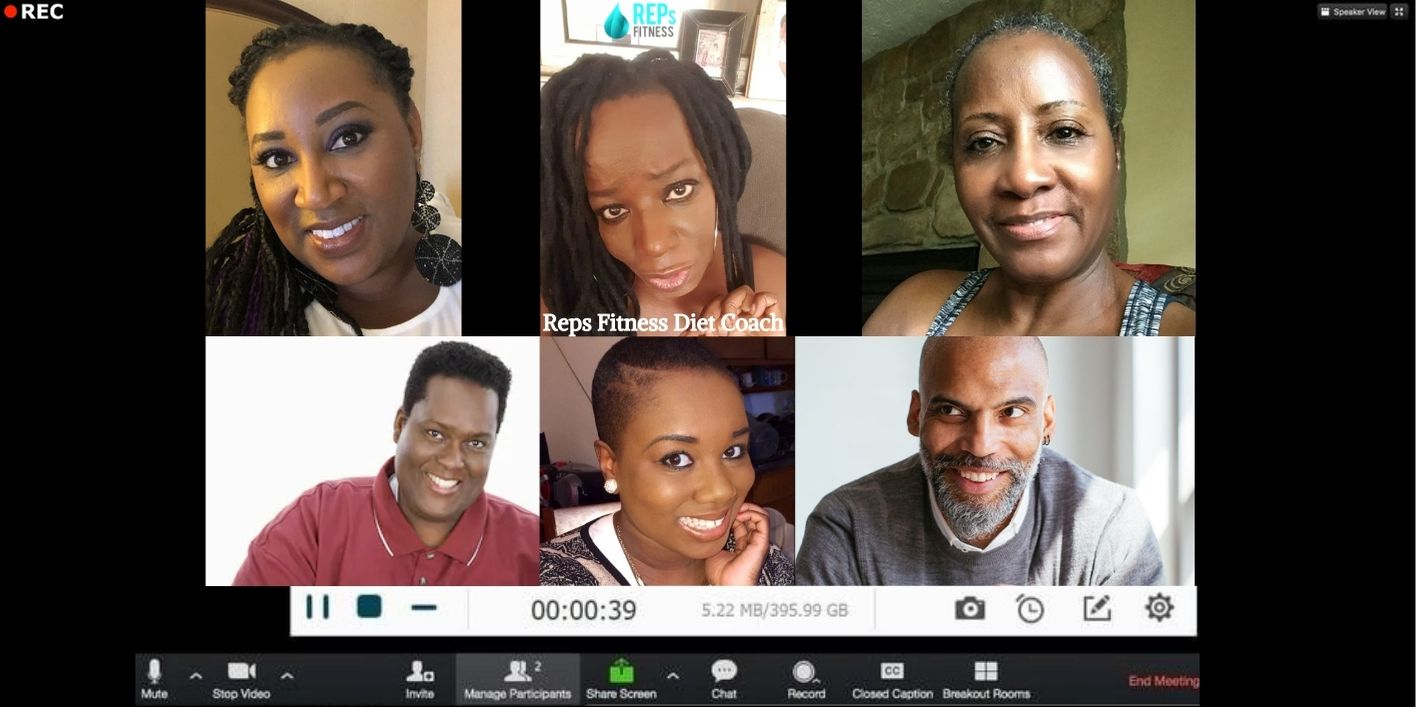 REC
Speaker View
REPs
FITNESS
Reps Fitness Diet Coach
00:00:39
5.22 MB/395.99 GB
2
CC
Mute
Stop Video
Invite
Manage Participants
Share Screen
Chat
Record
Closed Caption
Breakout Rooms
End Meeting